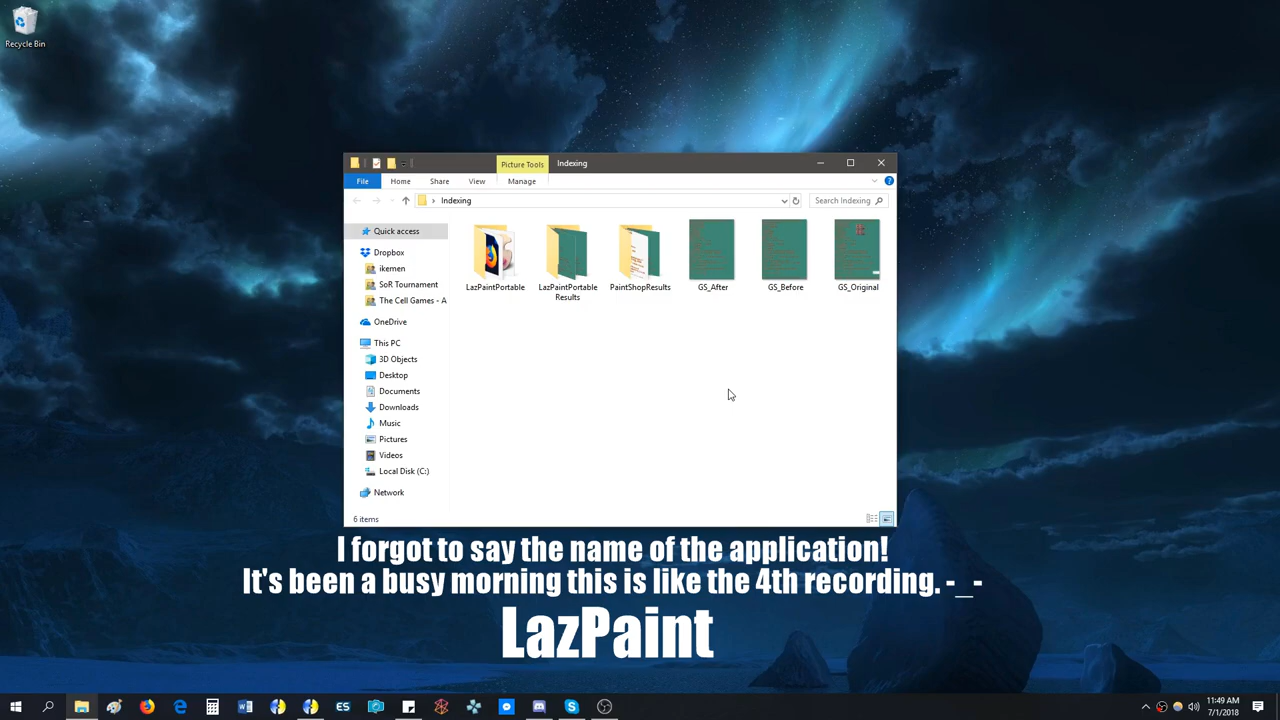 Recycle Bin
Picture Tools
Indexing
File
Home
Share
View
Manage
Indexing
Search Indexing
Quick access
Dropbox
ikemen
SoR Tournament
The Cell Games - A
OneDrive
This PC
3D Objects
Desktop
Documents
Downloads
Music
Pictures
Videos
Local Disk (C:)
Network
LazPaintPortable
LazPaintPortable
Results
PaintShopResults
GS_After
GS_Before
GS_Original
6 items
I forgot to say the name of the application!
It's been a busy morning this is like the 4th recording. -_-
LazPaint
ES
11:49 AM
7/1/2018